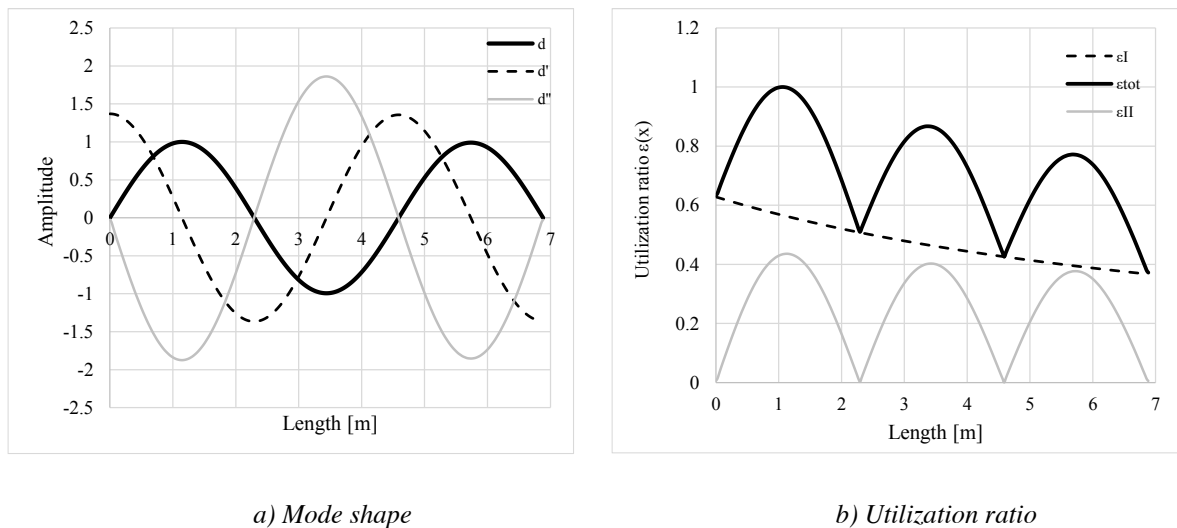 2.5
2
1.5
1
0.5
0
-0.5
-1
-1.5
-2
-2.5
Amplitude
0 1 2 3 4 5 6 7
Length [m]
d
d'
d"
a) Mode shape
1.2
1
0.8
0.6
0.4
0.2
0
Utilization ratio ε(x)
0 1 2 3 4 5 6 7
Length [m]
εI
εtot
εII
b) Utilization ratio